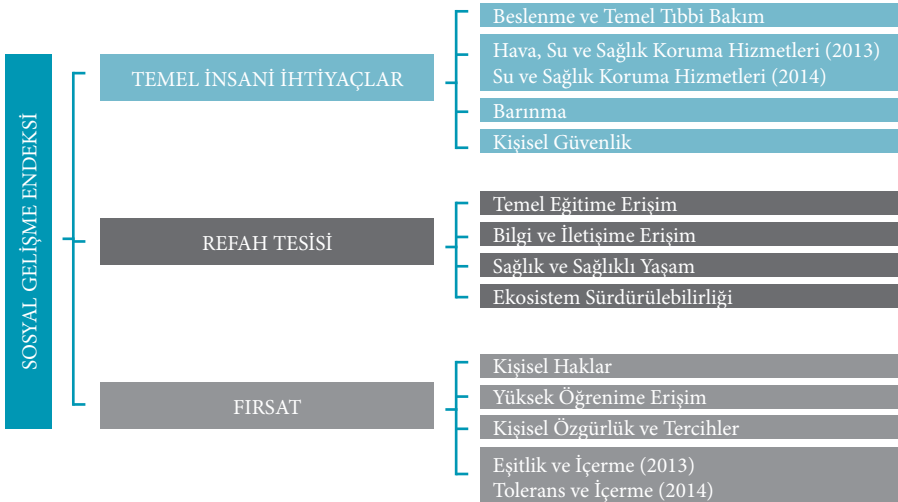 SOSYAL GELİŞME ENDEKSİ
TEMEL İNSANİ İHTİYAÇLAR
Beslenme ve Temel Tıbbi Bakım
Hava, Su ve Sağlık Koruma Hizmetleri (2013)
Su ve Sağlık Koruma Hizmetleri (2014)
Barınma
Kişisel Güvenlik
REFAH TESİSİ
Temel Eğitime Erişim
Bilgi ve İletişime Erişim
Sağlık ve Sağlıklı Yaşam
Ekosistem Sürdürülebilirliği
FIRSAT
Kişisel Haklar
Yüksek Öğrenime Erişim
Kişisel Özgürlük ve Tercihler
Eşitlik ve İçerme (2013)
Tolerans ve İçerme (2014)